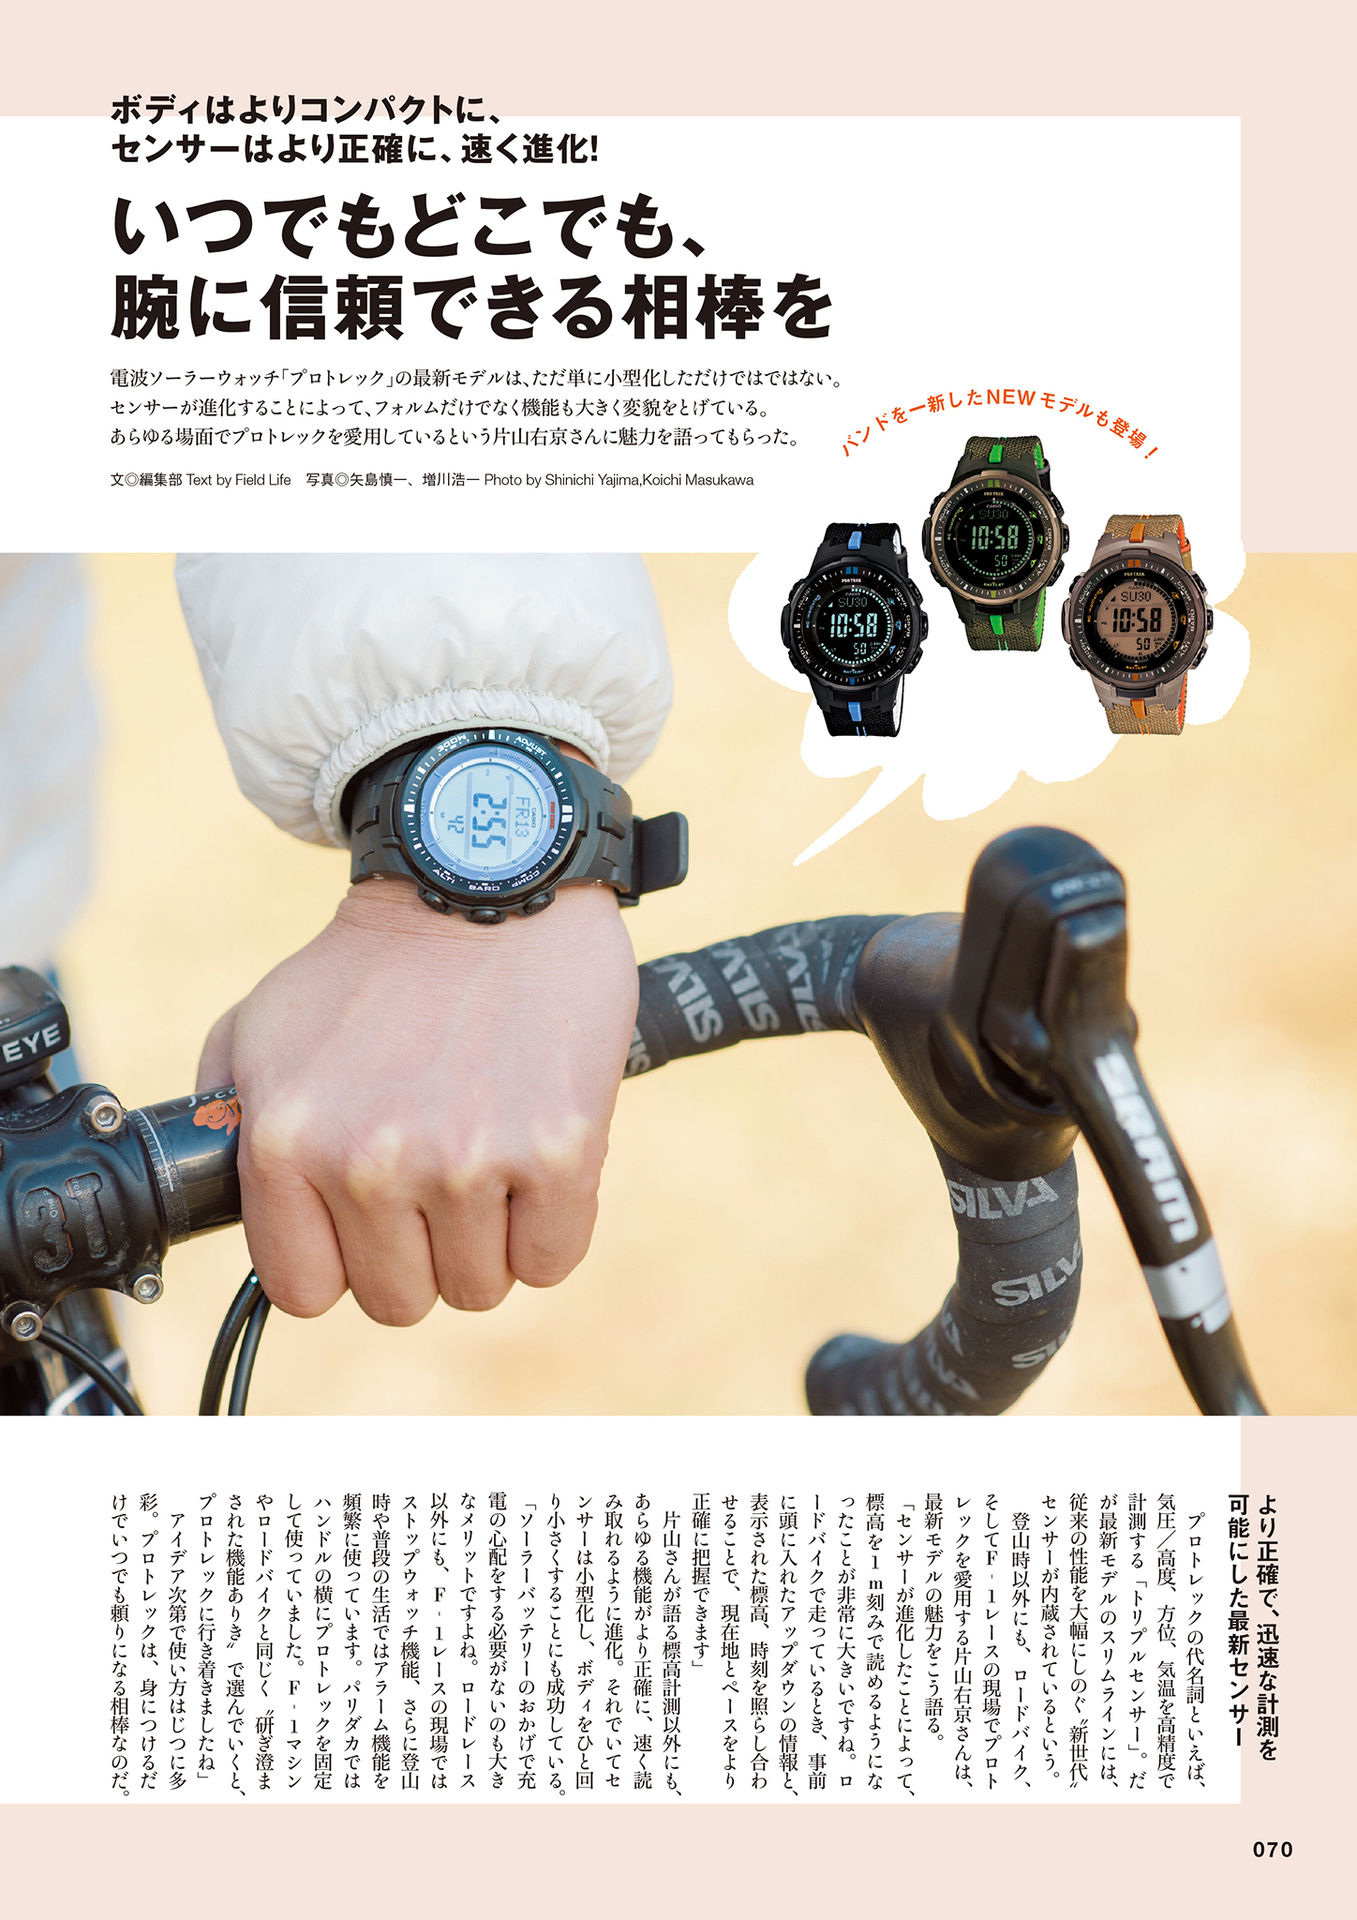 ボディはよりコンパクトに、
センサーはより正確に、速く進化!
いつでもどこでも、
腕に信頼できる相棒を
電波ソーラーウォッチ「プロトレック」の最新モデルは、ただ単に小型化しただけではではない。
センサーが進化することによって、フォルムだけでなく機能も大きく変貌をとげている。
あらゆる場面でプロトレックを愛用しているという片山右京さんに魅力を語ってもらった。
文◎編集部 Text by Field Life　写真◎矢島慎一、増川浩一 Photo by Shinichi Yajima,Koichi Masukawa
バンドを一新したNEWモデルも登場！
PRO TREK
CASIO
SU30
10:58
50
PRO TREK
CASIO
SU30
10:58
50
PRO TREK
SU30
10:58
50
ADJUST
CASIO
FR13
2:55
42
ALTI
BARO
COMP
EYE
31
SILVA
SILVA
SILVA
SILVA
SILVA
SRAM
より正確で、迅速な計測を
可能にした最新センサー
プロトレックの代名詞といえば、
気圧／高度、方位、気温を高精度で
計測する「トリプルセンサー」。だ
が最新モデルのスリムラインには、
従来の性能を大幅にしのぐ〝新世代〟
センサーが内蔵されているという。
登山時以外にも、ロードバイク、
そしてF-1レースの現場でプロト
レックを愛用する片山右京さんは、
最新モデルの魅力をこう語る。
「センサーが進化したことによって、
標高を1m刻みで読めるようにな
ったことが非常に大きいですね。ロ
ードバイクで走っているとき、事前
に頭に入れたアップダウンの情報と、
表示された標高、時刻を照らし合わ
せることで、現在地とペースをより
正確に把握できます」
片山さんが語る標高計測以外にも、
あらゆる機能がより正確に、速く読
み取れるように進化。それでいてセ
ンサーは小型化し、ボディをひと回
り小さくすることにも成功している。
「ソーラーバッテリーのおかげで充
電の心配をする必要がないのも大き
なメリットですよね。ロードレース
以外にも、F-1レースの現場では
ストップウォッチ機能、さらに登山
時や普段の生活ではアラーム機能を
頻繁に使っています。パリダカでは
ハンドルの横にプロトレックを固定
して使っていました。F-1マシン
やロードバイクと同じく〝研ぎ澄ま
された機能ありき〟で選んでいくと、
プロトレックに行き着きましたね」
アイデア次第で使い方はじつに多
彩。プロトレックは、身につけるだ
けでいつでも頼りになる相棒なのだ。
070